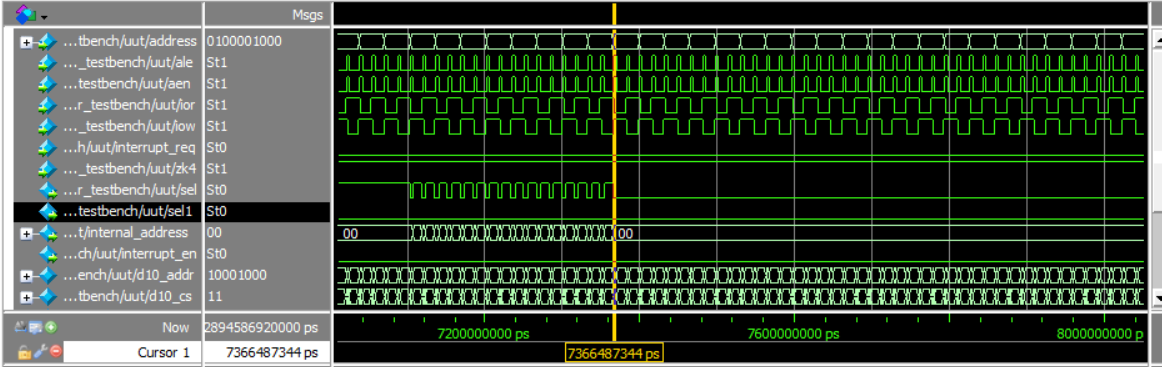 Msgs
...tbench/uut/address 0100001000
..._testbench/uut/ale St1
...testbench/uut/aen St1
...r_testbench/uut/ior St1
..._testbench/uut/iow St1
...h/uut/interrupt_req St0
..._testbench/uut/zk4 St1
...r_testbench/uut/sel St0
...testbench/uut/sel1 St0
...t/internal_address 00 00 00
...ch/uut/interrupt_en St0
...ench/uut/d10_addr 10001000
...tbench/uut/d10_cs 11
Now 2894586920000 ps 7200000000 ps 7600000000 ps 8000000000 p
Cursor 1 7366487344 ps 7366487344 ps